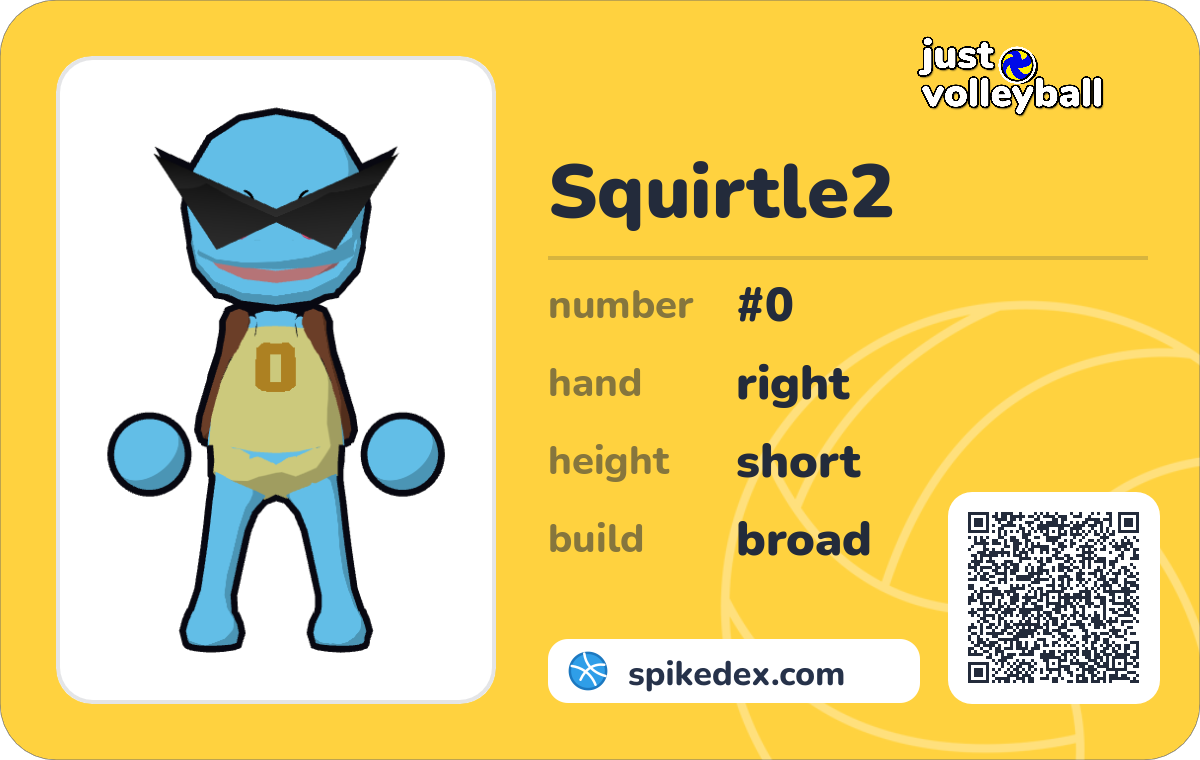 just
volleyball
Squirtle2
number #0
hand right
height short
build broad
0
spikedex.com